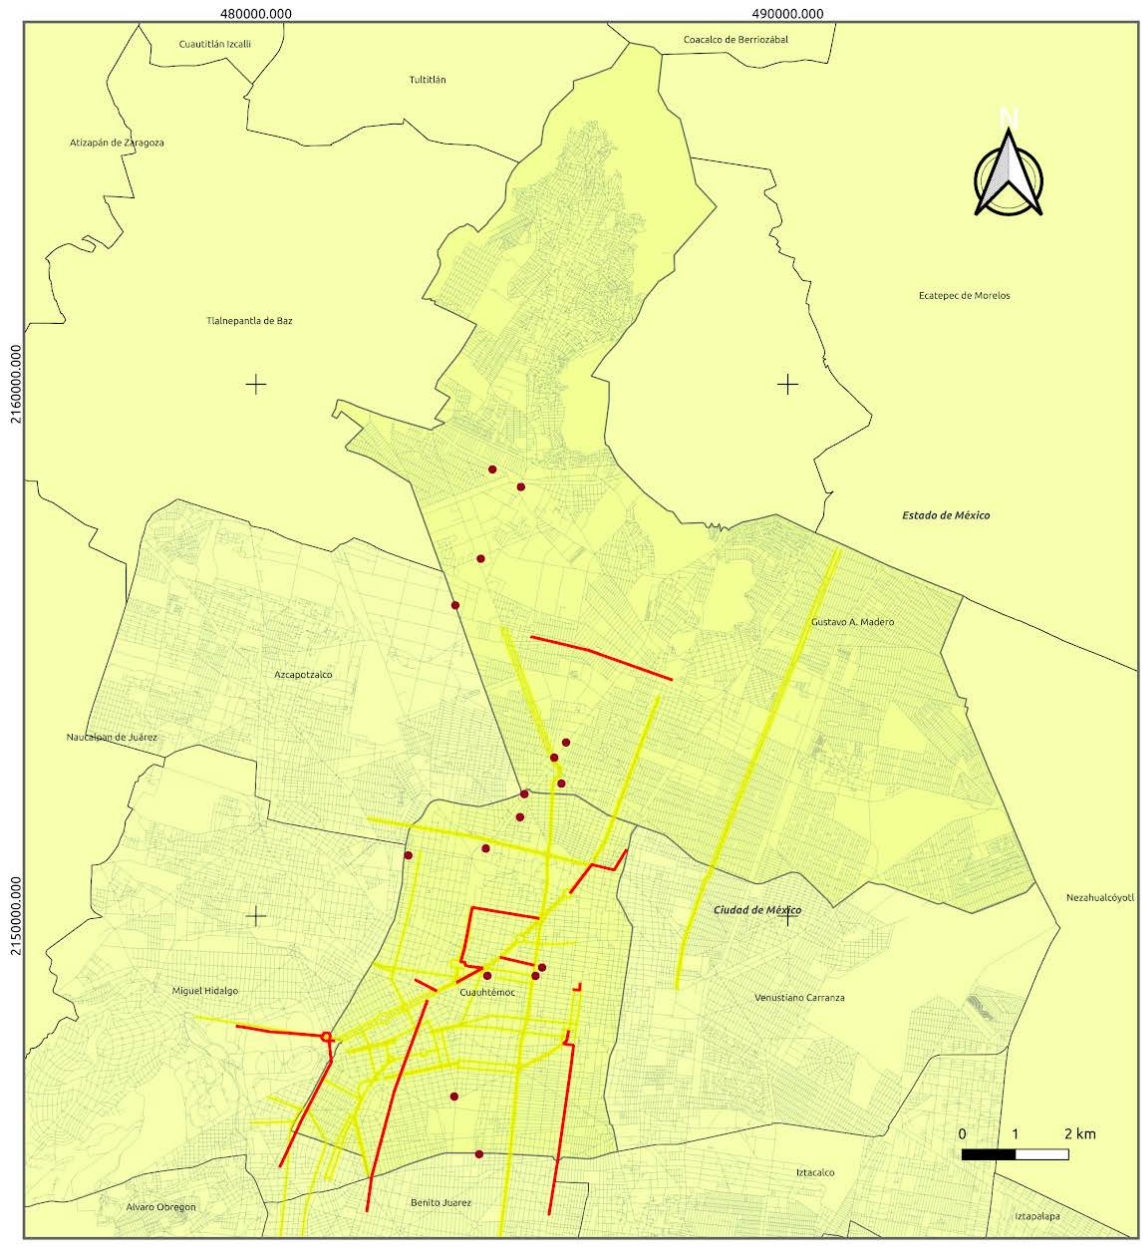 480000.000 490000.000
Cuautitlán Izcalli
Coacalco de Berriozábal
Tultitlán
N
Atizapán de Zaragoza
Ecatepec de Morelos
Tlalnepantla de Baz
2160000.000
Estado de México
Gustavo A. Madero
Azcapotzalco
Naucalpan de Juárez
Nezahualcóyotl
2150000.000
Ciudad de México
Miguel Hidalgo
Cuauhtémoc
Venustiano Carranza
0 1 2 km
Iztacalco
Alvaro Obregon
Benito Juarez
Iztapalapa